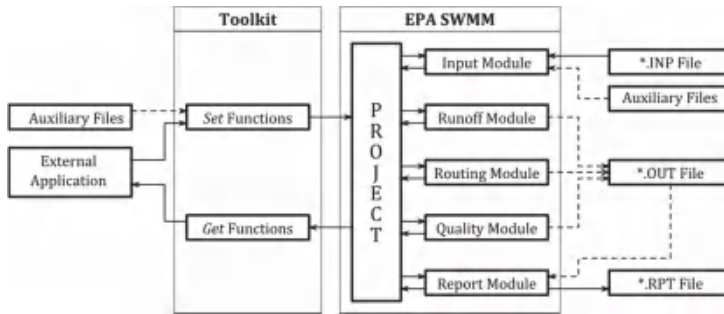 Toolkit
EPA SWMM
Auxiliary Files
External
Application
Set Functions
Get Functions
PROJECT
Input Module
Runoff Module
Routing Module
Quality Module
Report Module
*.INP File
Auxiliary Files
*.OUT File
*.RPT File